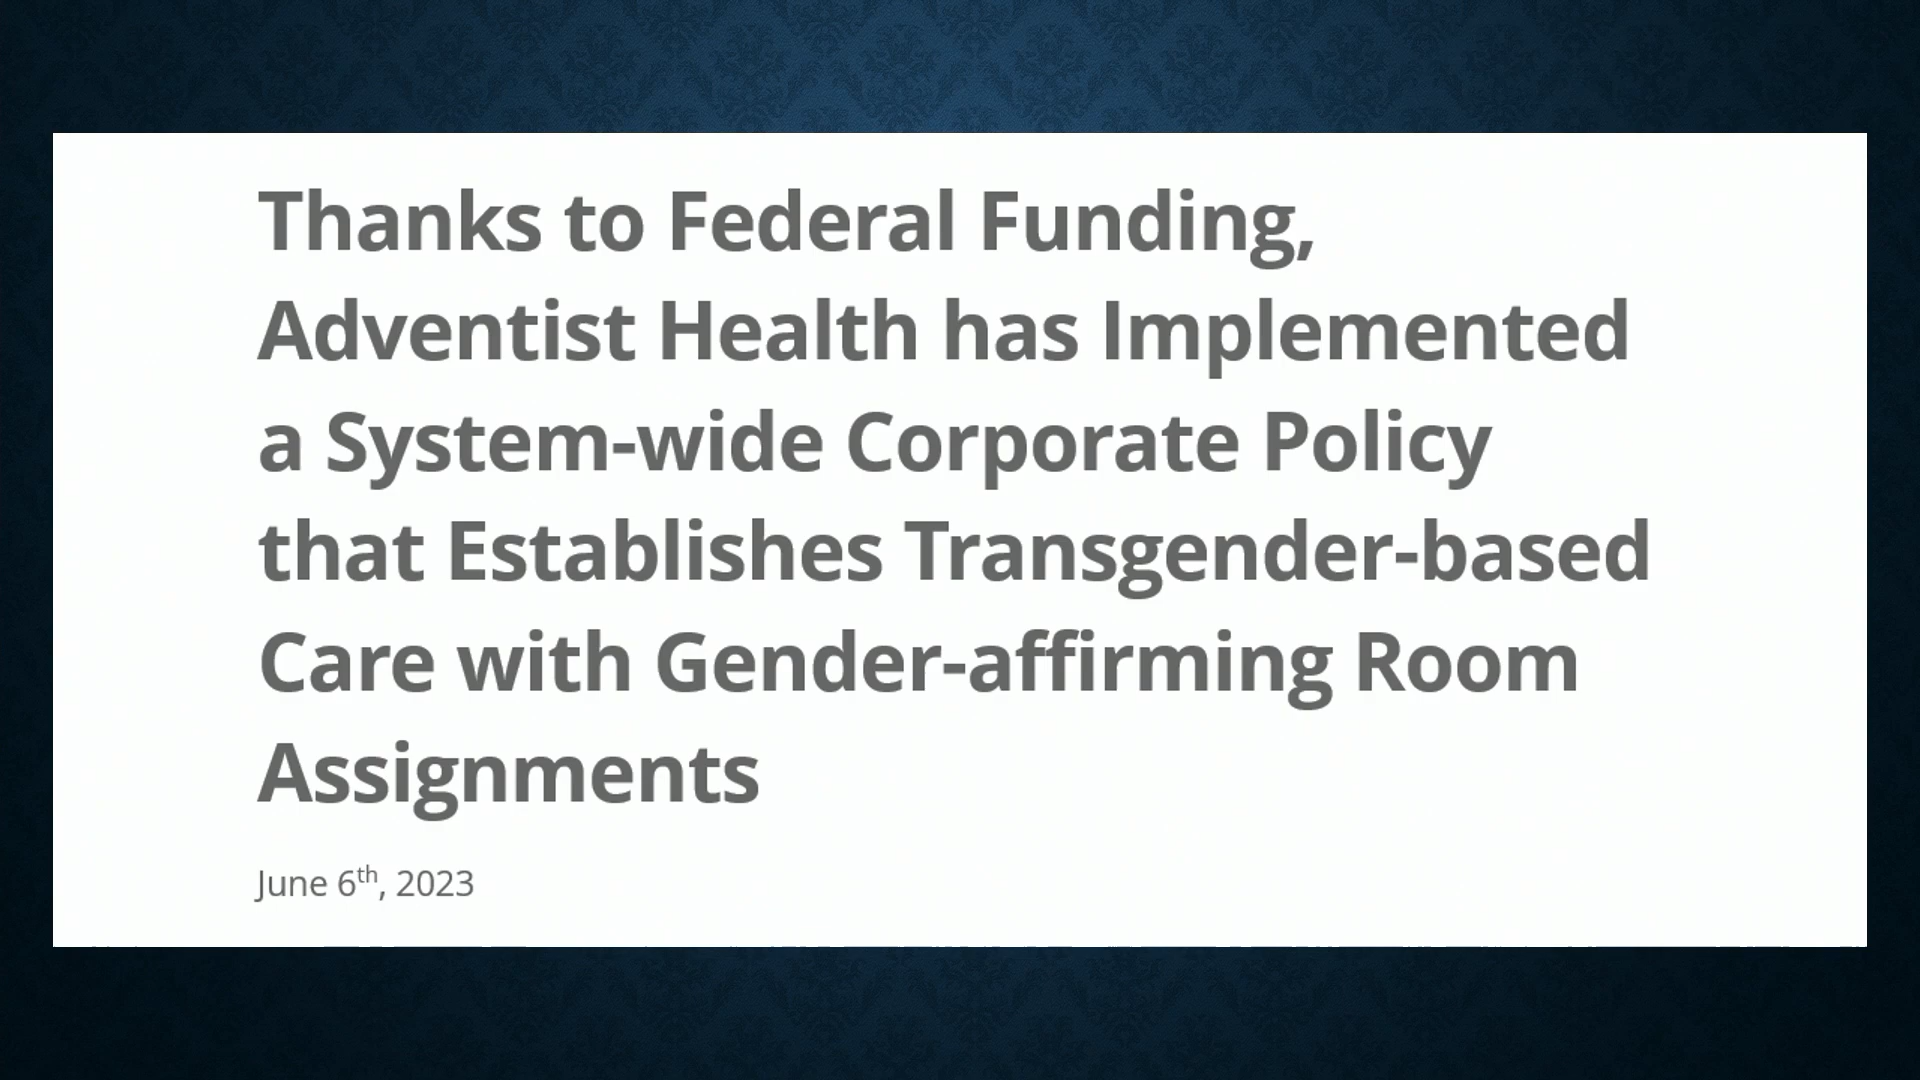 Thanks to Federal Funding,
Adventist Health has Implemented
a System-wide Corporate Policy
that Establishes Transgender-based
Care with Gender-affirming Room
Assignments
June 6th, 2023